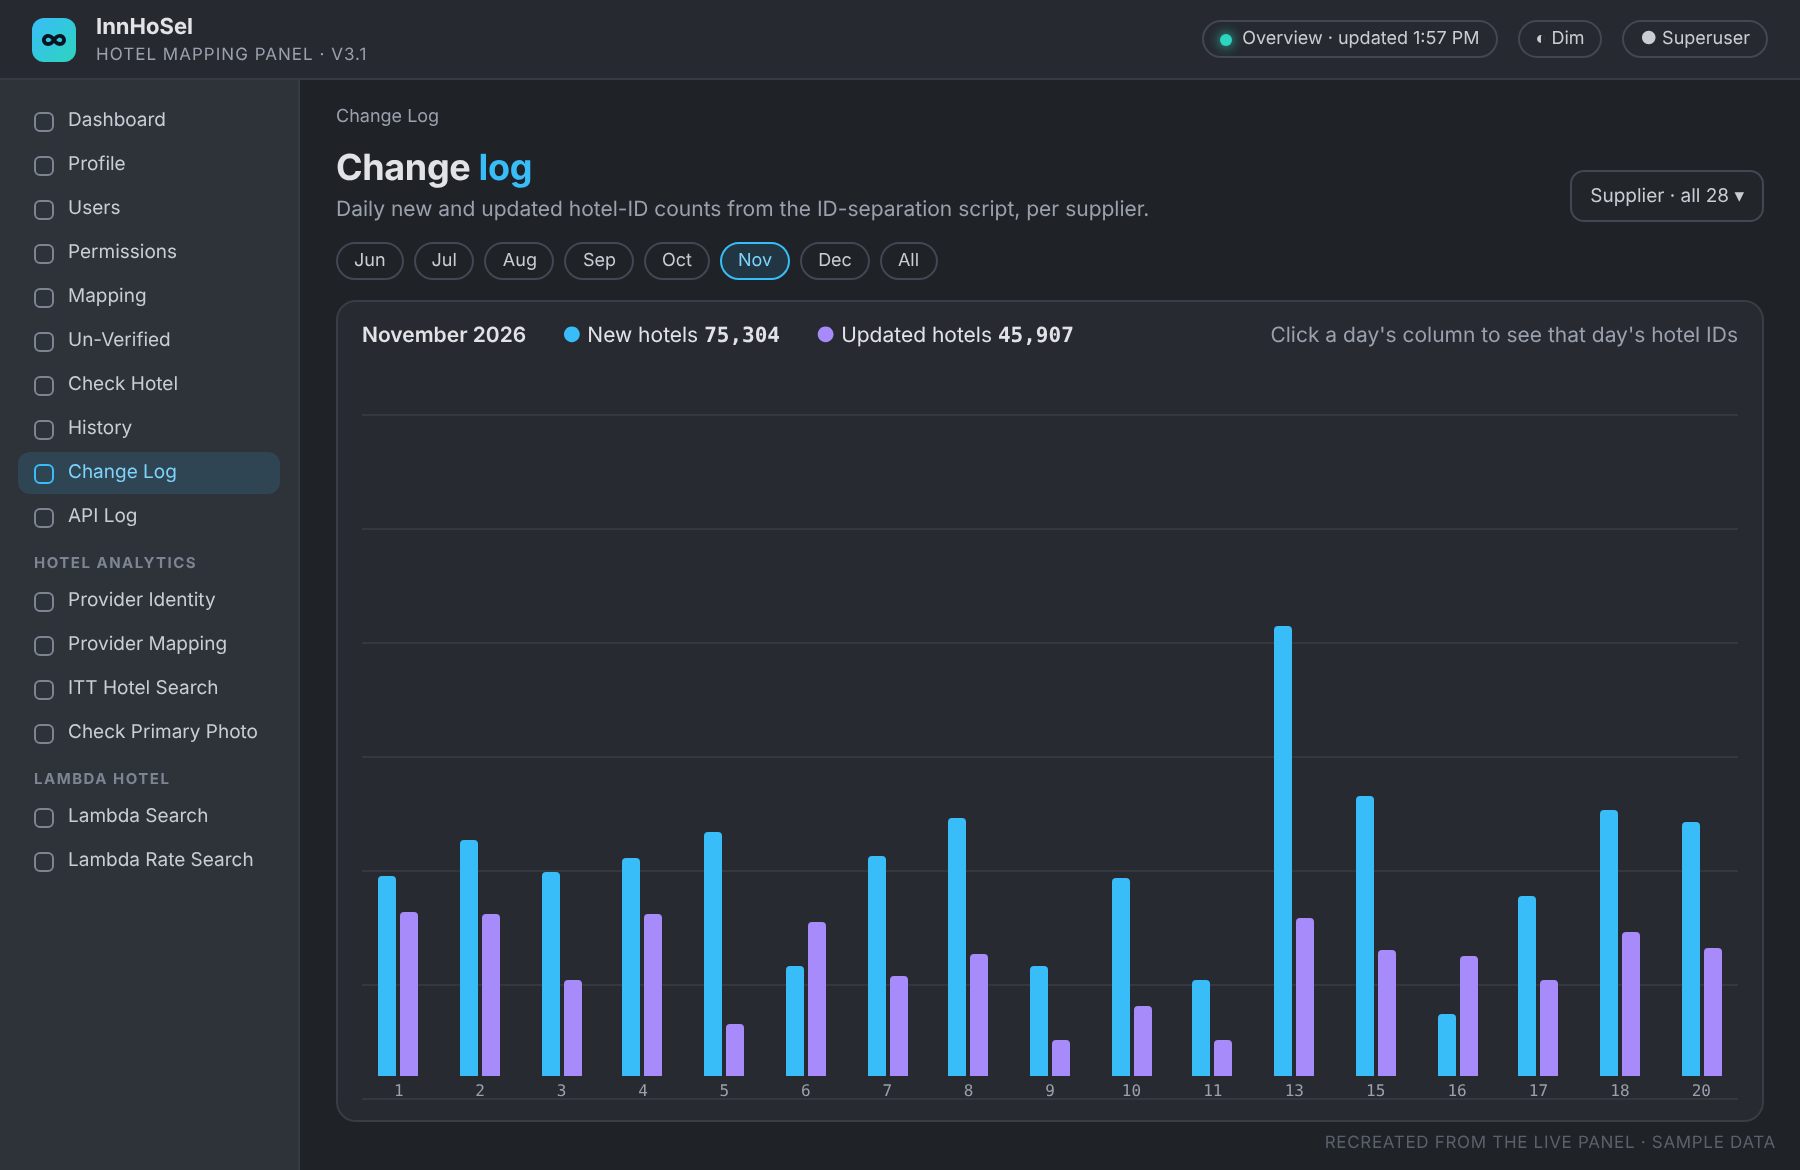 InnHoSel
HOTEL MAPPING PANEL · V3.1
Overview · updated 1:57 PM
Dim
Superuser
Dashboard
Profile
Users
Permissions
Mapping
Un-Verified
Check Hotel
History
Change Log
API Log
HOTEL ANALYTICS
Provider Identity
Provider Mapping
ITT Hotel Search
Check Primary Photo
LAMBDA HOTEL
Lambda Search
Lambda Rate Search
Change Log
Change log
Daily new and updated hotel-ID counts from the ID-separation script, per supplier.
Supplier · all 28 ▾
Jun Jul Aug Sep Oct Nov Dec All
November 2026 New hotels 75,304 Updated hotels 45,907 Click a day's column to see that day's hotel IDs
1 2 3 4 5 6 7 8 9 10 11 13 15 16 17 18 20
RECREATED FROM THE LIVE PANEL · SAMPLE DATA